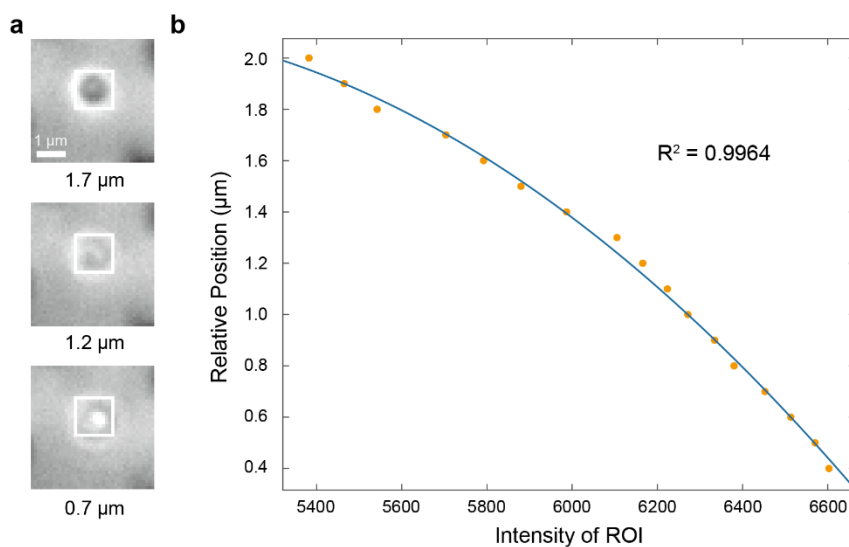 a
1 μm
1.7 μm
1.2 μm
0.7 μm
b
Relative Position (μm)
2.0
1.8
1.6
1.4
1.2
1.0
0.8
0.6
0.4
R² = 0.9964
5400 5600 5800 6000 6200 6400 6600
Intensity of ROI